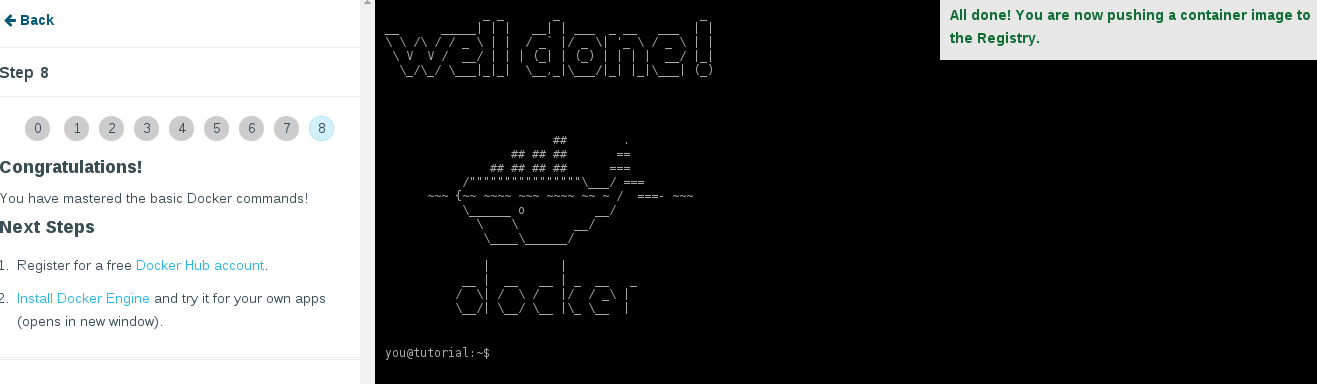 Back
Step 8
0 1 2 3 4 5 6 7 8
Congratulations!
You have mastered the basic Docker commands!
Next Steps
1. Register for a free Docker Hub account.
2. Install Docker Engine and try it for your own apps
(opens in new window).
well done!
docker
you@tutorial:~$
All done! You are now pushing a container image to
the Registry.